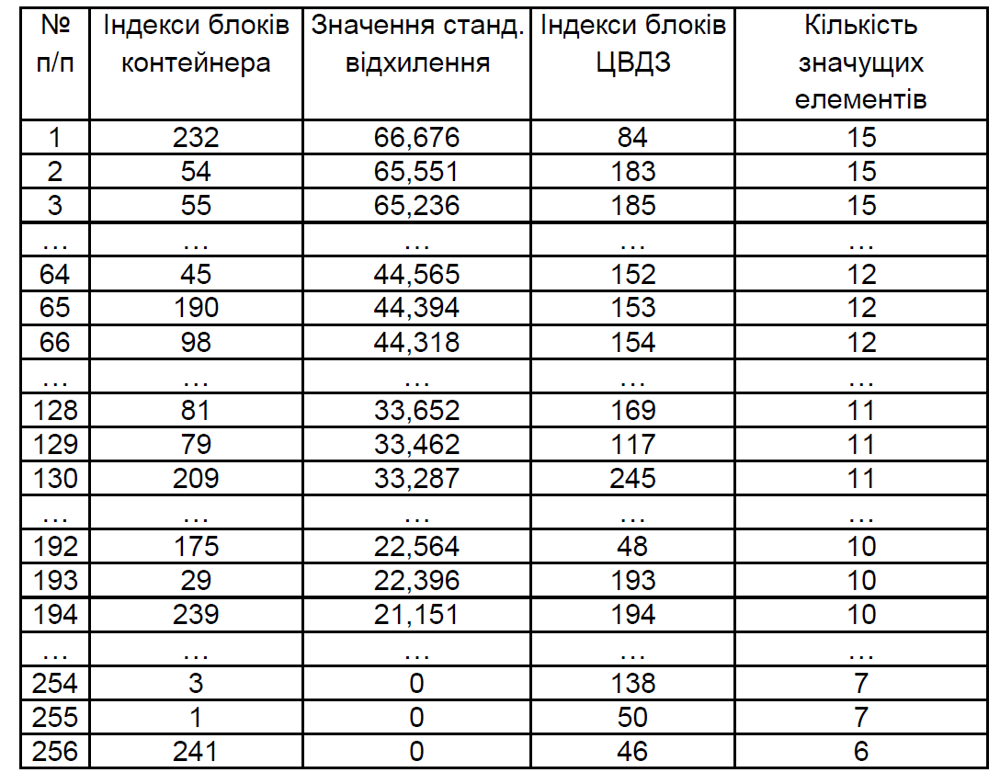 № п/п Індекси блоків контейнера Значення станд. відхилення Індекси блоків ЦВДЗ Кількість значущих елементів
1 232 66,676 84 15
2 54 65,551 183 15
3 55 65,236 185 15
… … … … …
64 45 44,565 152 12
65 190 44,394 153 12
66 98 44,318 154 12
… … … … …
128 81 33,652 169 11
129 79 33,462 117 11
130 209 33,287 245 11
… … … … …
192 175 22,564 48 10
193 29 22,396 193 10
194 239 21,151 194 10
… … … … …
254 3 0 138 7
255 1 0 50 7
256 241 0 46 6